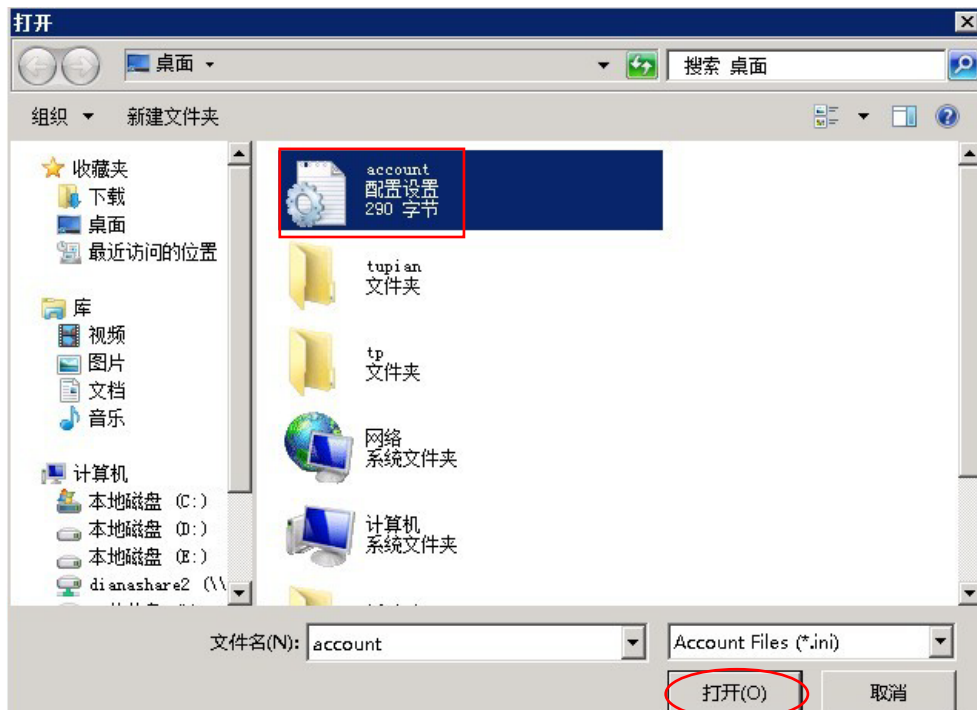 打开
桌面
搜索 桌面
组织
新建文件夹
收藏夹
下载
桌面
最近访问的位置
库
视频
图片
文档
音乐
计算机
本地磁盘 (C:)
本地磁盘 (D:)
本地磁盘 (E:)
dianashare2 (\\
account
配置设置
290 字节
tupian
文件夹
tp
文件夹
网络
系统文件夹
计算机
系统文件夹
文件名(N):
account
Account Files (*.ini)
打开(O)
取消